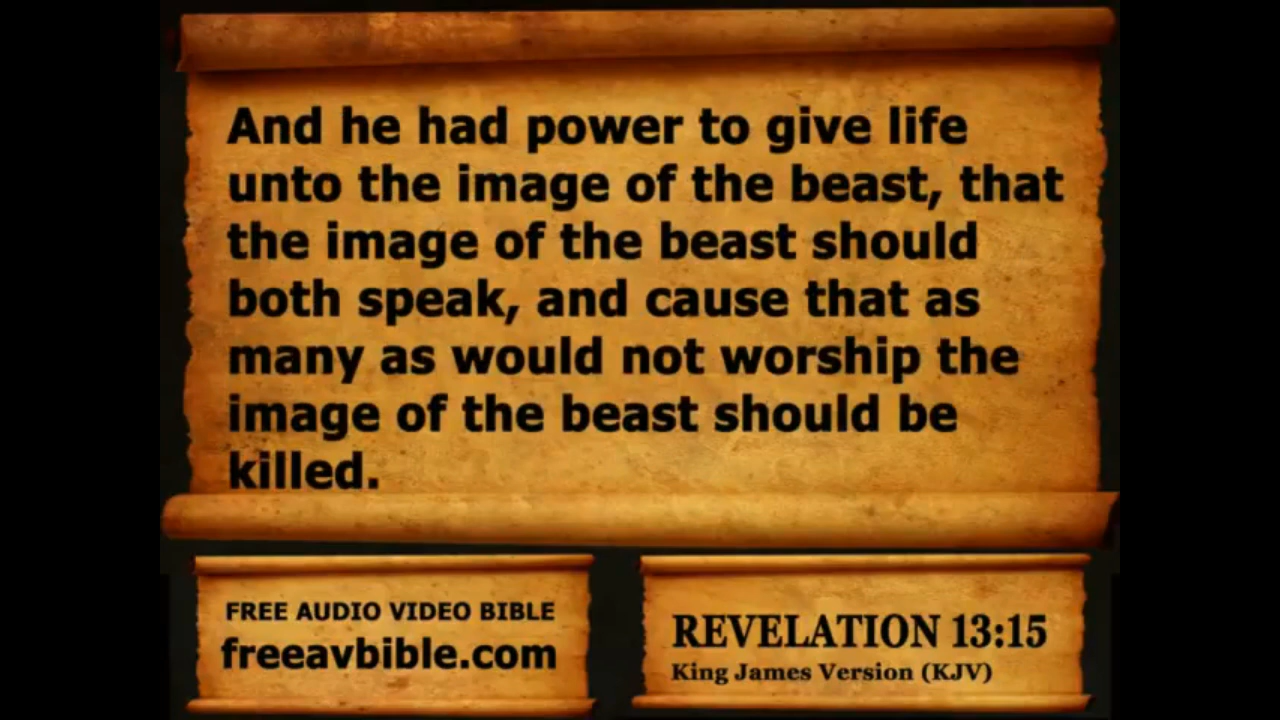 And he had power to give life
unto the image of the beast, that
the image of the beast should
both speak, and cause that as
many as would not worship the
image of the beast should be
killed.
FREE AUDIO VIDEO BIBLE
freeavbible.com
REVELATION 13:15
King James Version (KJV)